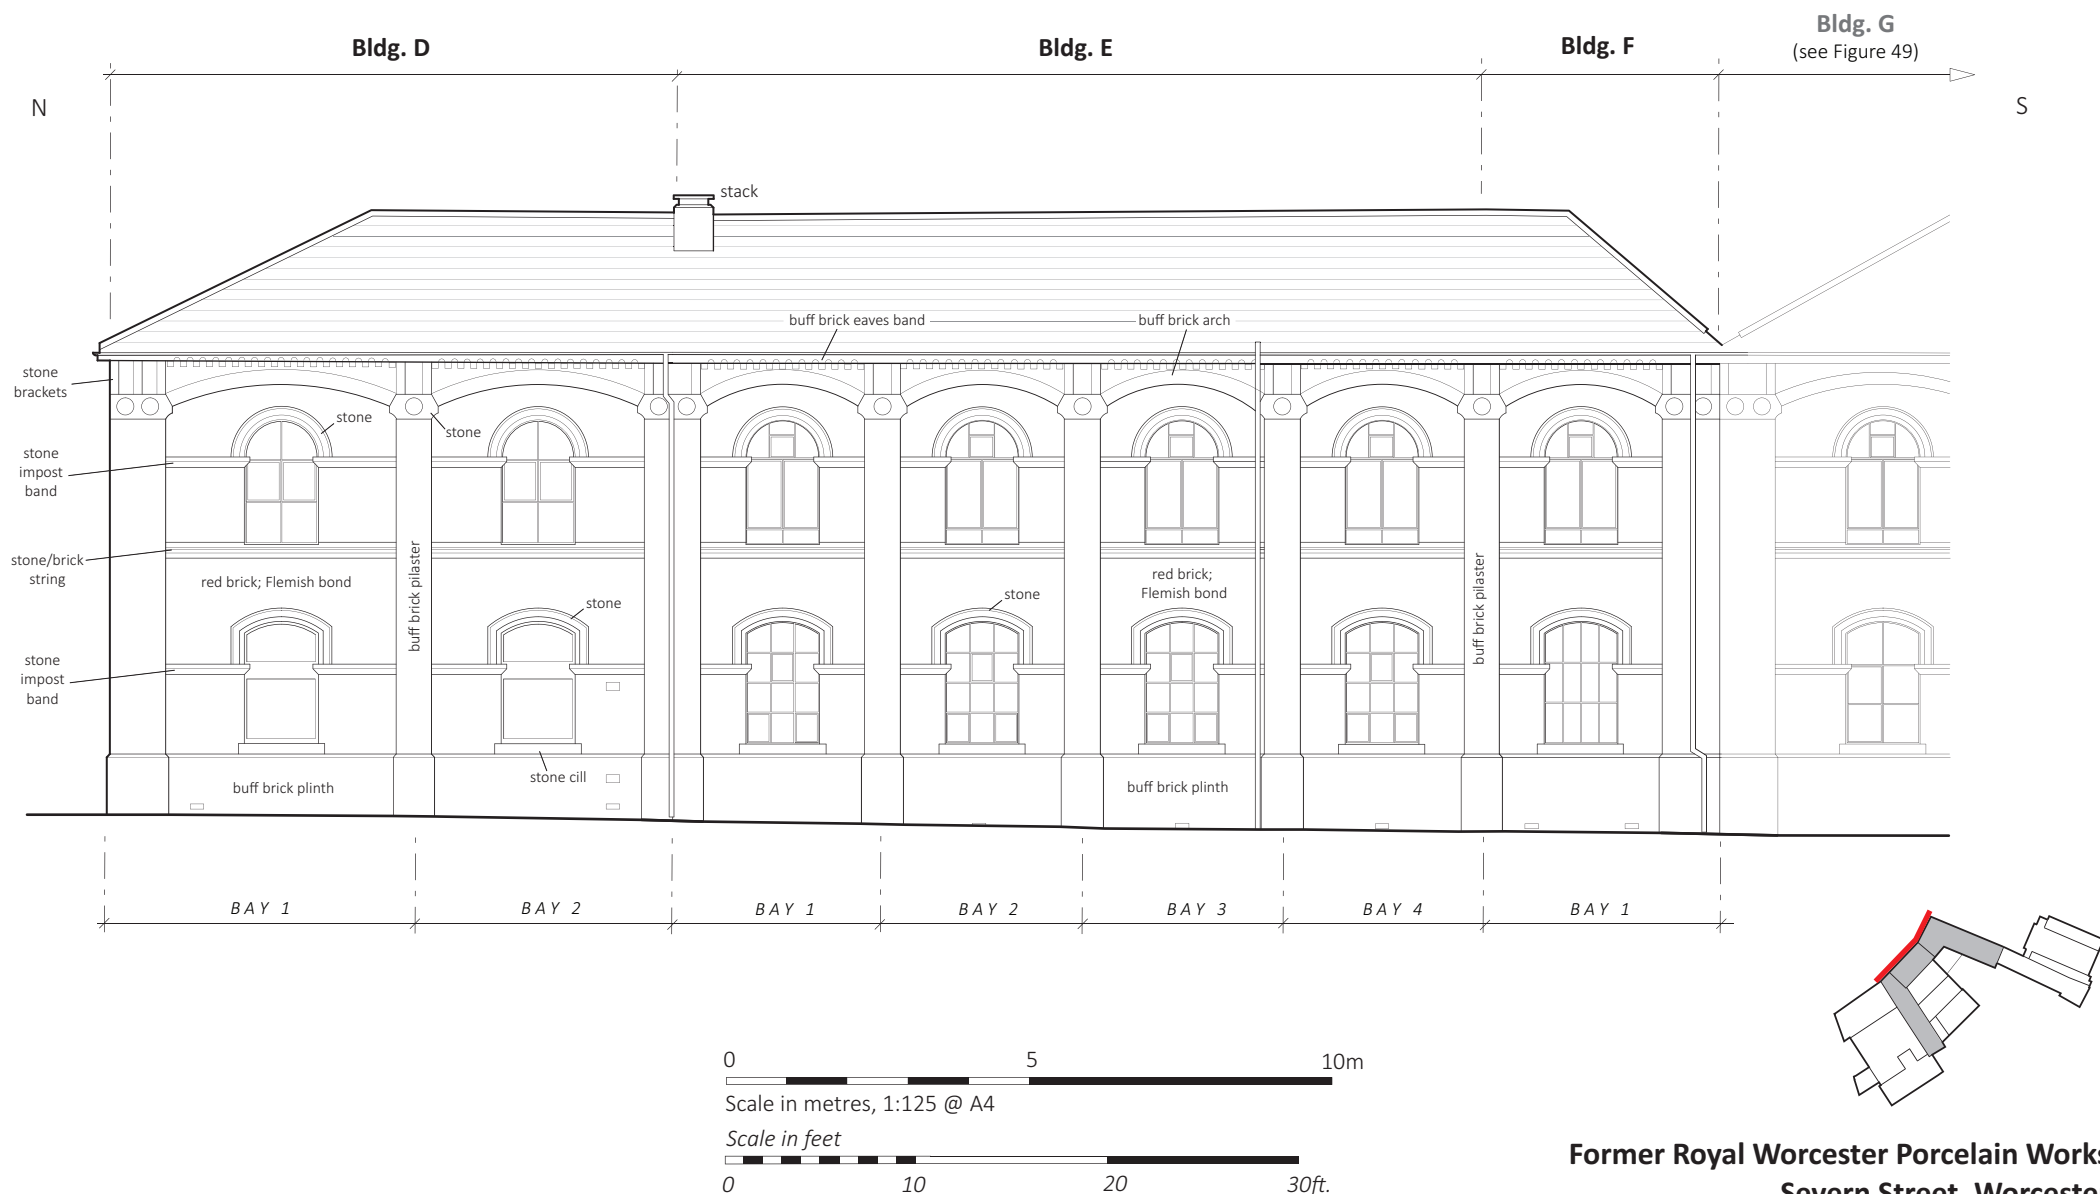 Bldg. D
Bldg. E
Bldg. F
Bldg. G
(see Figure 49)
N
S
stack
buff brick eaves band
buff brick arch
stone
brackets
stone
stone
stone
impost
band
stone/brick
string
red brick; Flemish bond
buff brick pilaster
stone
stone
red brick;
Flemish bond
buff brick pilaster
stone
impost
band
stone cill
buff brick plinth
buff brick plinth
BAY 1
BAY 2
BAY 1
BAY 2
BAY 3
BAY 4
BAY 1
0 5 10m
Scale in metres, 1:125 @ A4
Scale in feet
0 10 20 30ft.
Former Royal Worcester Porcelain Works
Severn Street, Worcester